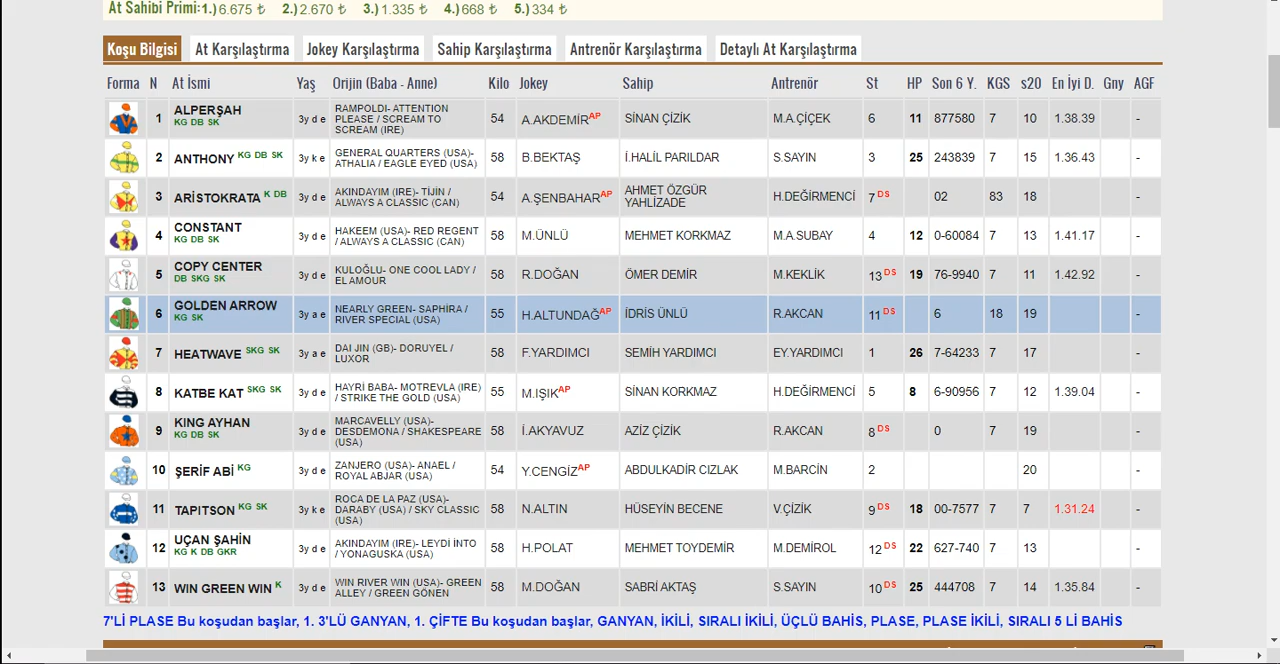 At Sahibi Primi:1.)6.675 ₺ 2.)2.670 ₺ 3.)1.335 ₺ 4.)668 ₺ 5.)334 ₺
Koşu Bilgisi At Karşılaştırma Jokey Karşılaştırma Sahip Karşılaştırma Antrenör Karşılaştırma Detaylı At Karşılaştırma
Forma N At İsmi Yaş Orijin (Baba - Anne) Kilo Jokey Sahip Antrenör St HP Son 6 Y. KGS s20 En İyi D. Gny AGF
1 ALPERŞAH KG DB SK 3y d e RAMPOLDI- ATTENTION PLEASE / SCREAM TO SCREAM (IRE) 54 A.AKDEMİR AP SİNAN ÇİZİK M.A.ÇİÇEK 6 11 877580 7 10 1.38.39 -
2 ANTHONY KG DB SK 3y k e GENERAL QUARTERS (USA)- ATHALIA / EAGLE EYED (USA) 58 B.BEKTAŞ İ.HALİL PARILDAR S.SAYIN 3 25 243839 7 15 1.36.43 -
3 ARİSTOKRATA K DB 3y d e AKINDAYIM (IRE)- TİJİN / ALWAYS A CLASSIC (CAN) 54 A.ŞENBAHAR AP AHMET ÖZGÜR YAHLİZADE H.DEĞİRMENCİ 7 DS 02 83 18 -
4 CONSTANT KG DB SK 3y d e HAKEEM (USA)- RED REGENT / ALWAYS A CLASSIC (CAN) 58 M.ÜNLÜ MEHMET KORKMAZ M.A.SUBAY 4 12 0-60084 7 13 1.41.17 -
5 COPY CENTER DB SKG SK 3y d e KULOĞLU- ONE COOL LADY / EL AMOUR 58 R.DOĞAN ÖMER DEMİR M.KEKLİK 13 DS 19 76-9940 7 11 1.42.92 -
6 GOLDEN ARROW KG SK 3y a e NEARLY GREEN- SAPHİRA / RIVER SPECIAL (USA) 55 H.ALTUNDAĞ AP İDRİS ÜNLÜ R.AKCAN 11 DS 6 18 19 -
7 HEATWAVE SKG SK 3y a e DAI JIN (GB)- DORUYEL / LUXOR 58 F.YARDIMCI SEMİH YARDIMCI EY.YARDIMCI 1 26 7-64233 7 17 -
8 KATBE KAT SKG SK 3y d e HAYRİ BABA- MOTREVLA (IRE) / STRIKE THE GOLD (USA) 55 M.IŞIK AP SİNAN KORKMAZ H.DEĞİRMENCİ 5 8 6-90956 7 12 1.39.04 -
9 KING AYHAN KG DB SK 3y d e MARCAVELLY (USA)- DESDEMONA / SHAKESPEARE (USA) 58 İ.AKYAVUZ AZİZ ÇİZİK R.AKCAN 8 DS 0 7 19 -
10 ŞERİF ABİ KG 3y d e ZANJERO (USA)- ANAEL / ROYAL ABJAR (USA) 54 Y.CENGİZ AP ABDULKADİR CIZLAK M.BARCİN 2 20 -
11 TAPITSON KG SK 3y k e ROCA DE LA PAZ (USA)- DARABY (USA) / SKY CLASSIC (USA) 58 N.ALTIN HÜSEYİN BECENE V.ÇİZİK 9 DS 18 00-7577 7 7 1.31.24 -
12 UÇAN ŞAHİN KG K DB GKR 3y d e AKINDAYIM (IRE)- LEYDİ İNTO / YONAGUSKA (USA) 58 H.POLAT MEHMET TOYDEMİR M.DEMİROL 12 DS 22 627-740 7 13 -
13 WIN GREEN WIN K 3y d e WIN RIVER WIN (USA)- GREEN ALLEY / GREEN GÖNEN 58 M.DOĞAN SABRİ AKTAŞ S.SAYIN 10 DS 25 444708 7 14 1.35.84 -
7'Lİ PLASE Bu koşudan başlar, 1. 3'LÜ GANYAN, 1. ÇİFTE Bu koşudan başlar, GANYAN, İKİLİ, SIRALI İKİLİ, ÜÇLÜ BAHİS, PLASE, PLASE İKİLİ, SIRALI 5 Lİ BAHİS